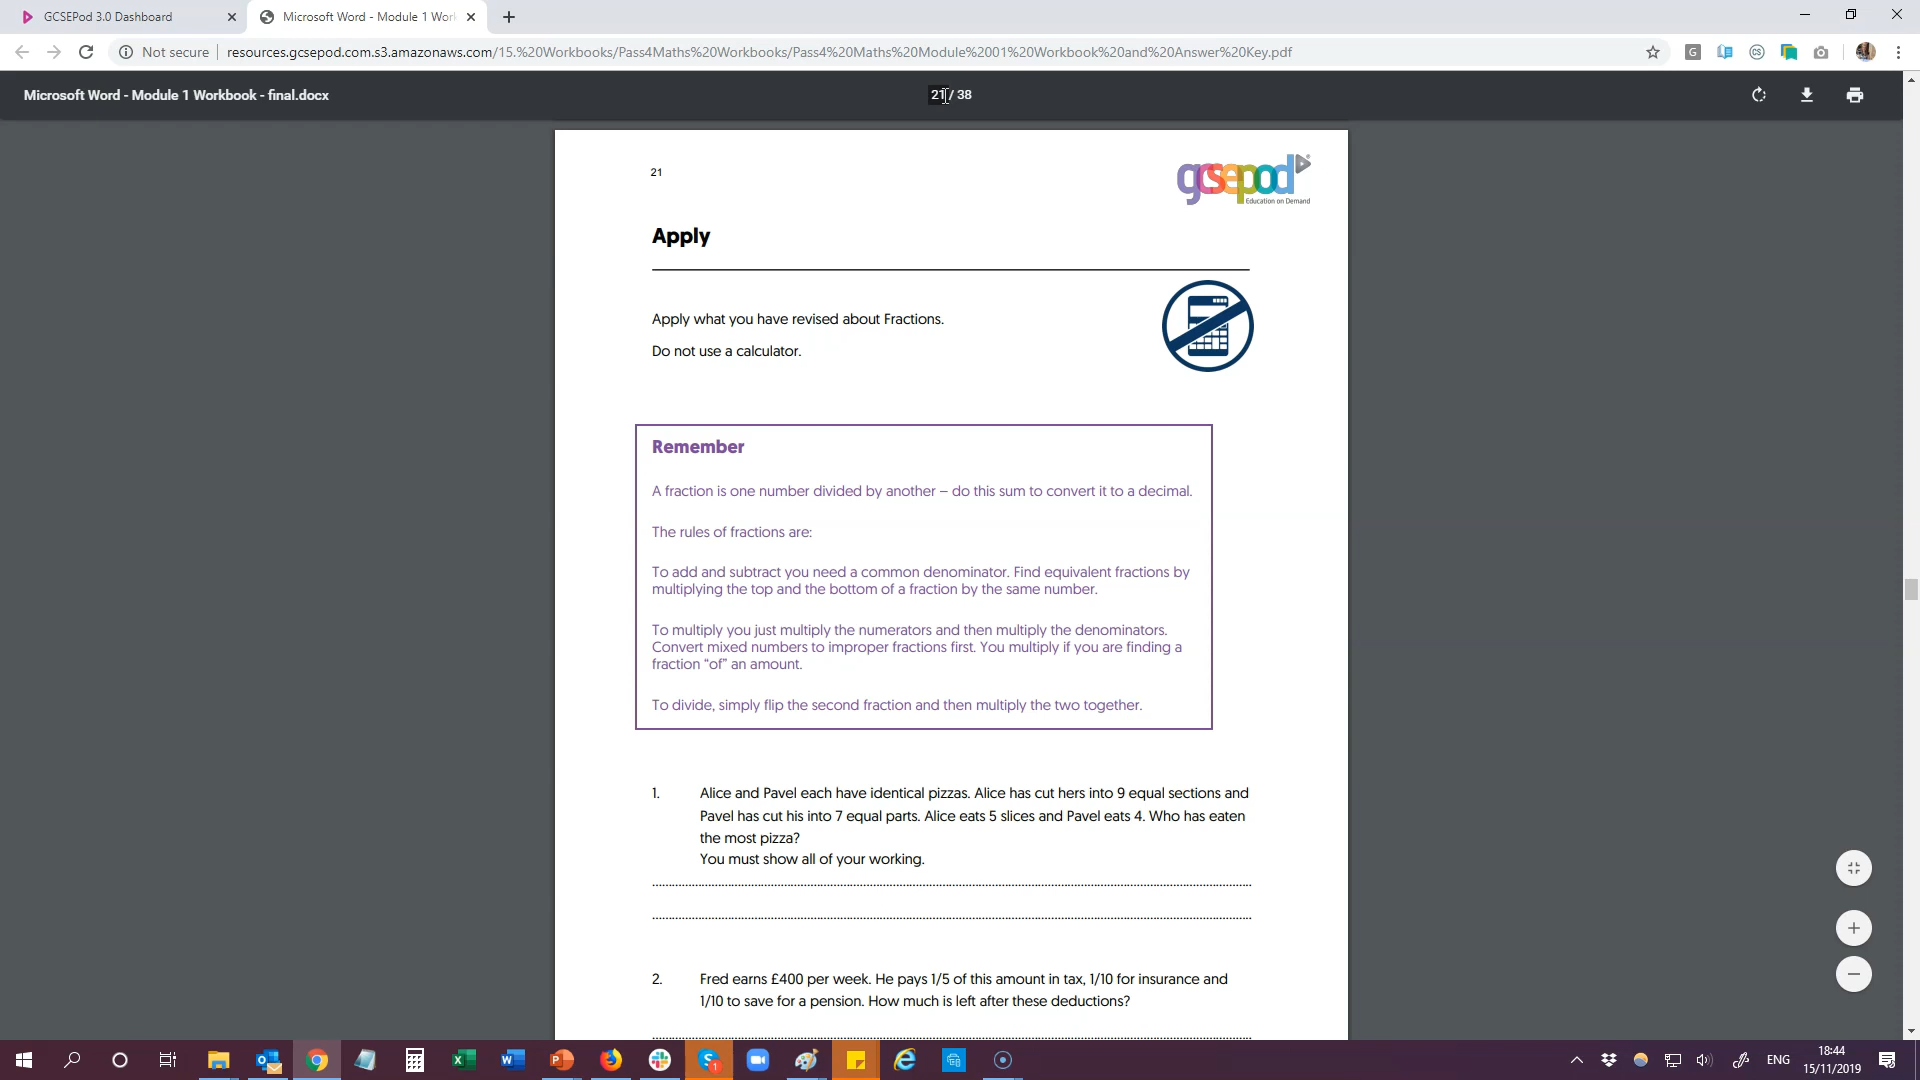 GCSEPod 3.0 Dashboard
Microsoft Word - Module 1 Work
Not secure
resources.gcsepod.com.s3.amazonaws.com/15.%20Workbooks/Pass4Maths%20Workbooks/Pass4%20Maths%20Module%2001%20Workbook%20and%20Answer%20Key.pdf
Microsoft Word - Module 1 Workbook - final.docx
21 / 38
21
gcsepod
Education on Demand
Apply
Apply what you have revised about Fractions.
Do not use a calculator.
Remember
A fraction is one number divided by another – do this sum to convert it to a decimal.
The rules of fractions are:
To add and subtract you need a common denominator. Find equivalent fractions by
multiplying the top and the bottom of a fraction by the same number.
To multiply you just multiply the numerators and then multiply the denominators.
Convert mixed numbers to improper fractions first. You multiply if you are finding a
fraction “of” an amount.
To divide, simply flip the second fraction and then multiply the two together.
1. Alice and Pavel each have identical pizzas. Alice has cut hers into 9 equal sections and
Pavel has cut his into 7 equal parts. Alice eats 5 slices and Pavel eats 4. Who has eaten
the most pizza?
You must show all of your working.
2. Fred earns £400 per week. He pays 1/5 of this amount in tax, 1/10 for insurance and
1/10 to save for a pension. How much is left after these deductions?
ENG
18:44
15/11/2019